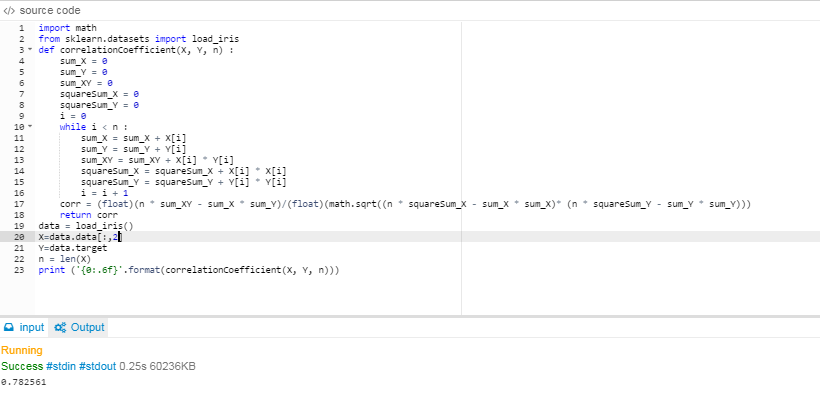 </> source code
1 import math
2 from sklearn.datasets import load_iris
3 def correlationCoefficient(X, Y, n) :
4 sum_X = 0
5 sum_Y = 0
6 sum_XY = 0
7 squareSum_X = 0
8 squareSum_Y = 0
9 i = 0
10 while i < n :
11 sum_X = sum_X + X[i]
12 sum_Y = sum_Y + Y[i]
13 sum_XY = sum_XY + X[i] * Y[i]
14 squareSum_X = squareSum_X + X[i] * X[i]
15 squareSum_Y = squareSum_Y + Y[i] * Y[i]
16 i = i + 1
17 corr = (float)(n * sum_XY - sum_X * sum_Y)/(float)(math.sqrt((n * squareSum_X - sum_X * sum_X)* (n * squareSum_Y - sum_Y * sum_Y)))
18 return corr
19 data = load_iris()
20 X=data.data[:,2]
21 Y=data.target
22 n = len(X)
23 print ('{0:.6f}'.format(correlationCoefficient(X, Y, n)))
input Output
Running
Success #stdin #stdout 0.25s 60236KB
0.782561